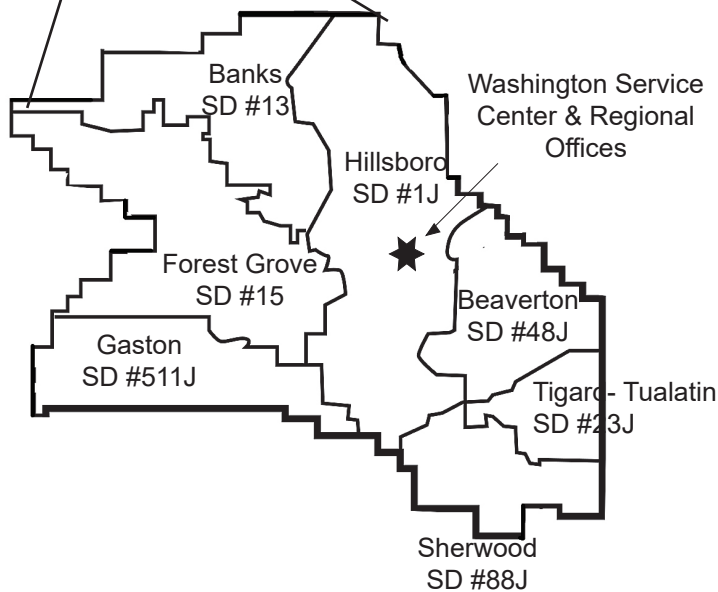 Banks
SD #13
Washington Service
Center & Regional
Offices
Hillsboro
SD #1J
Forest Grove
SD #15
Beaverton
SD #48J
Gaston
SD #511J
Tigard- Tualatin
SD #23J
Sherwood
SD #88J